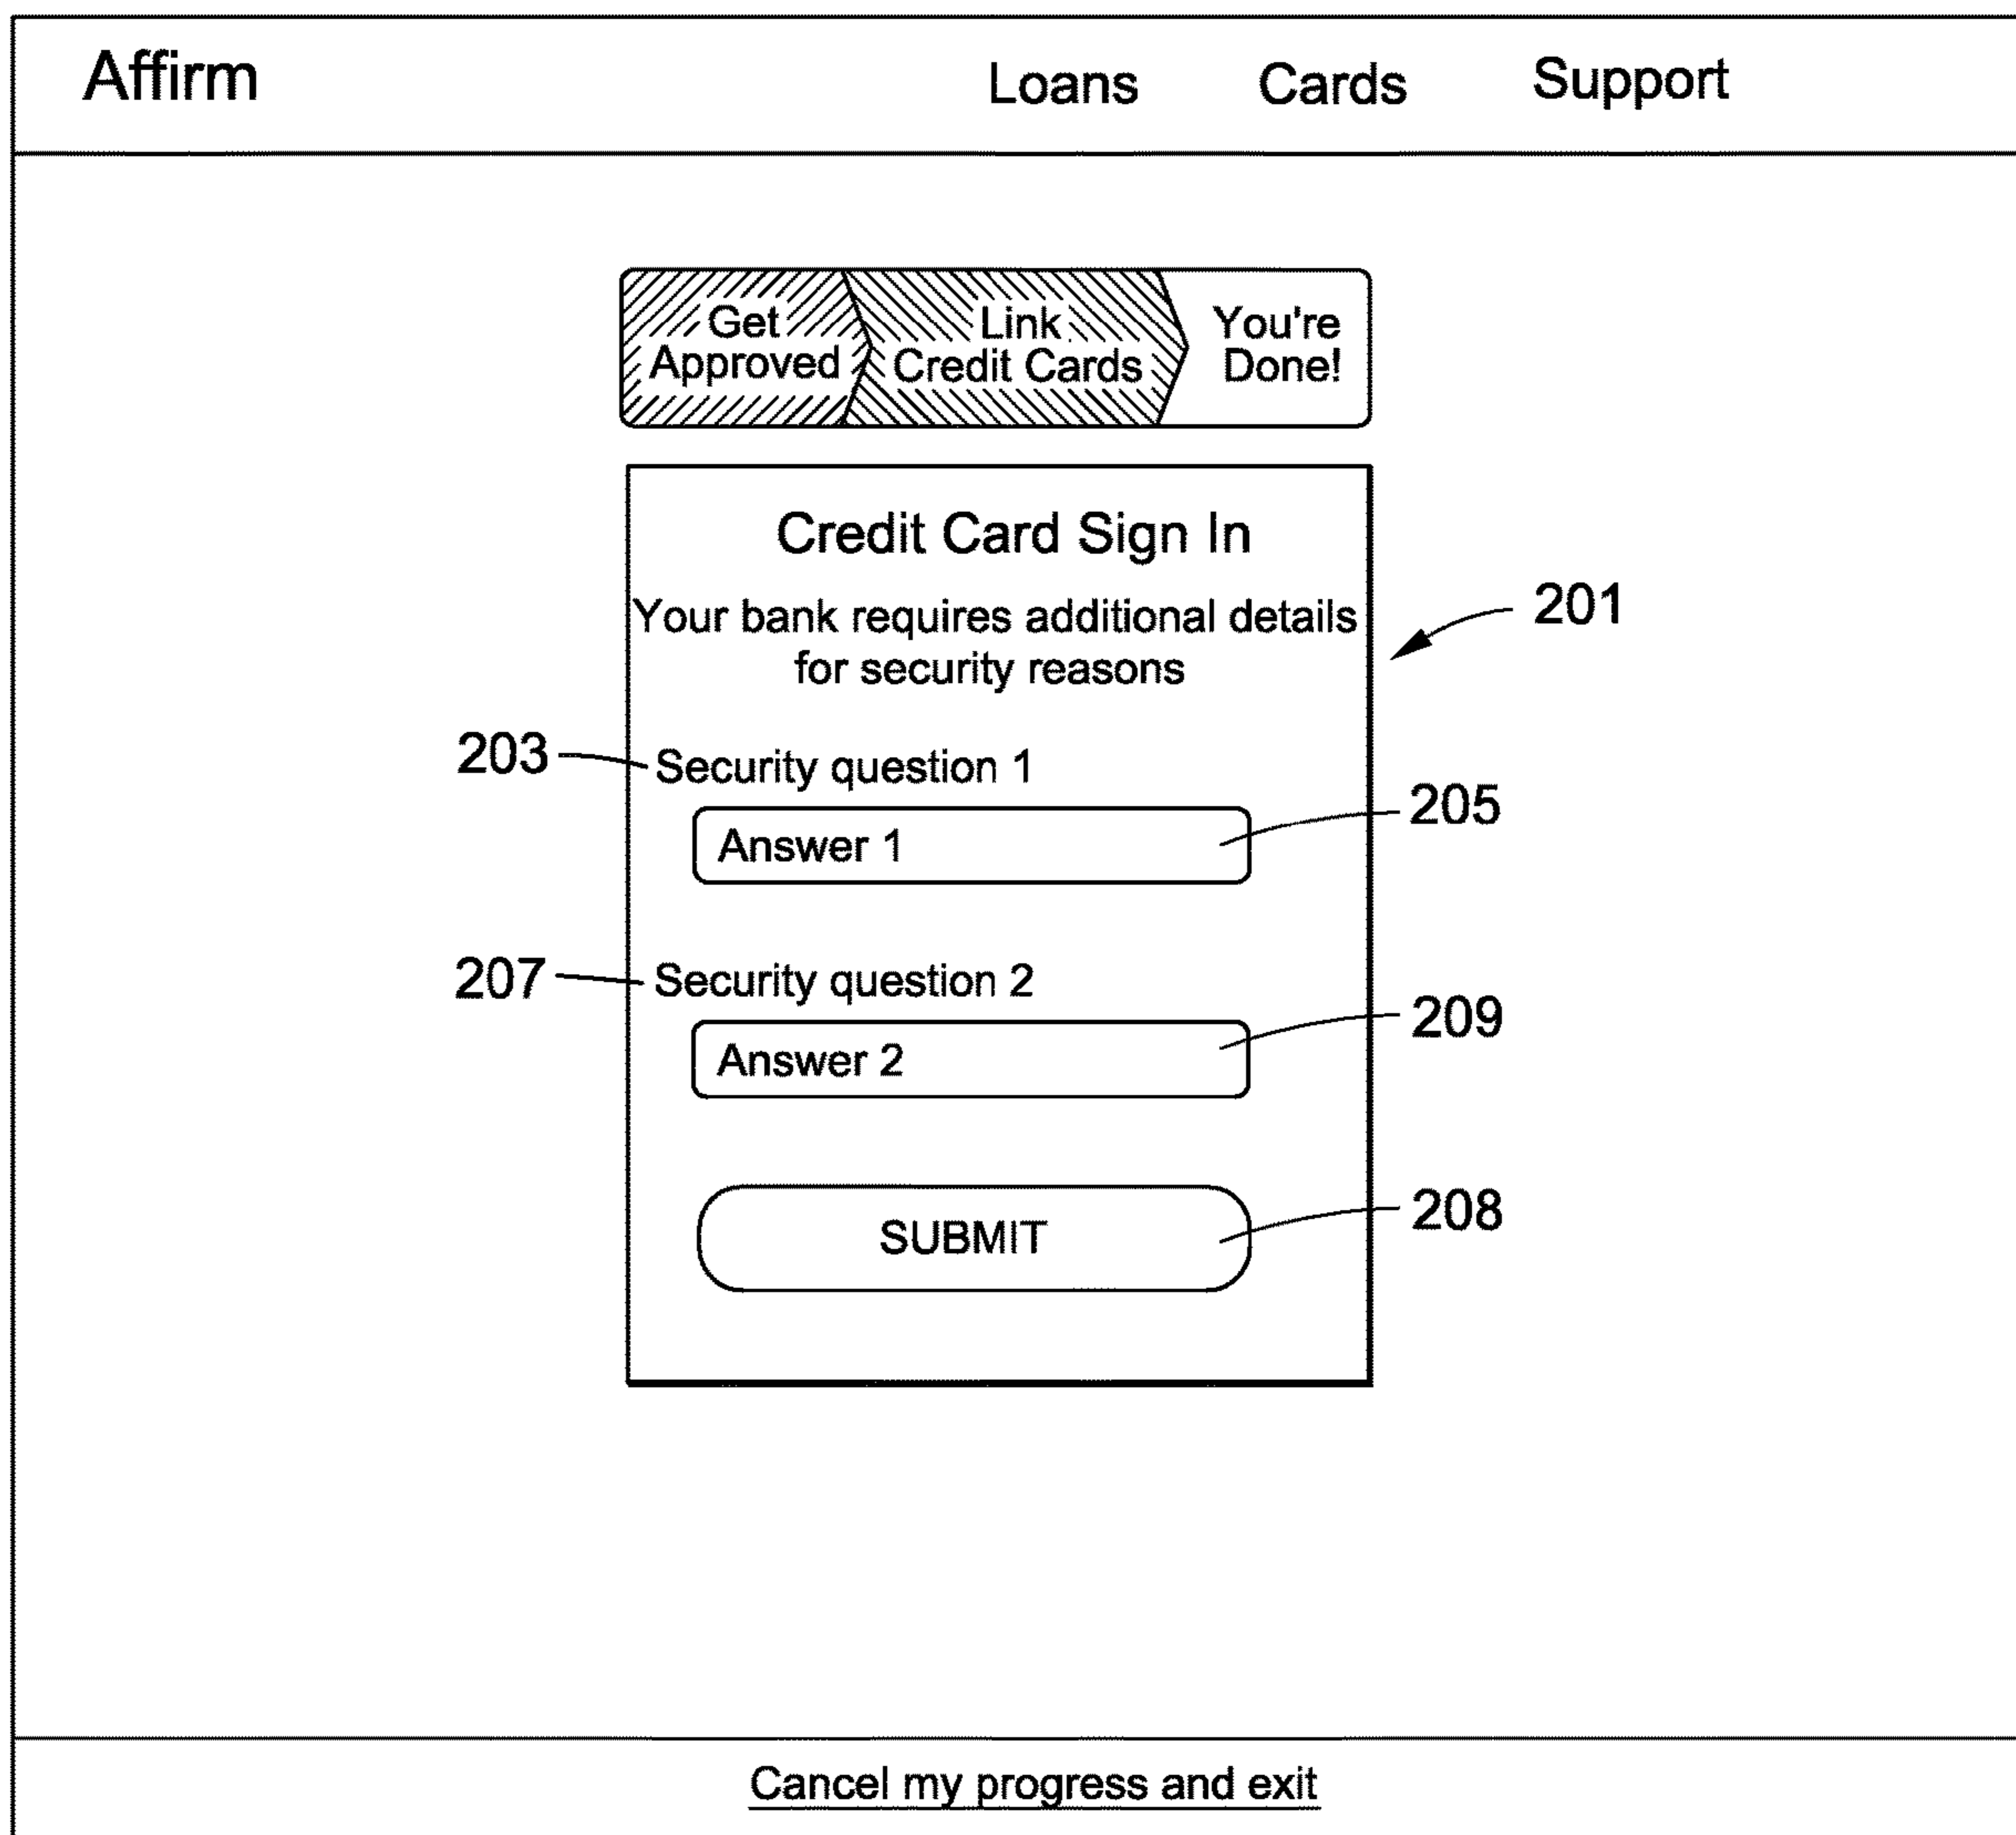 Affirm Loans Cards Support
Get Approved
Link Credit Cards
You're Done!
Credit Card Sign In
Your bank requires additional details
for security reasons
201
203 Security question 1
Answer 1 205
207 Security question 2
Answer 2 209
SUBMIT 208
Cancel my progress and exit